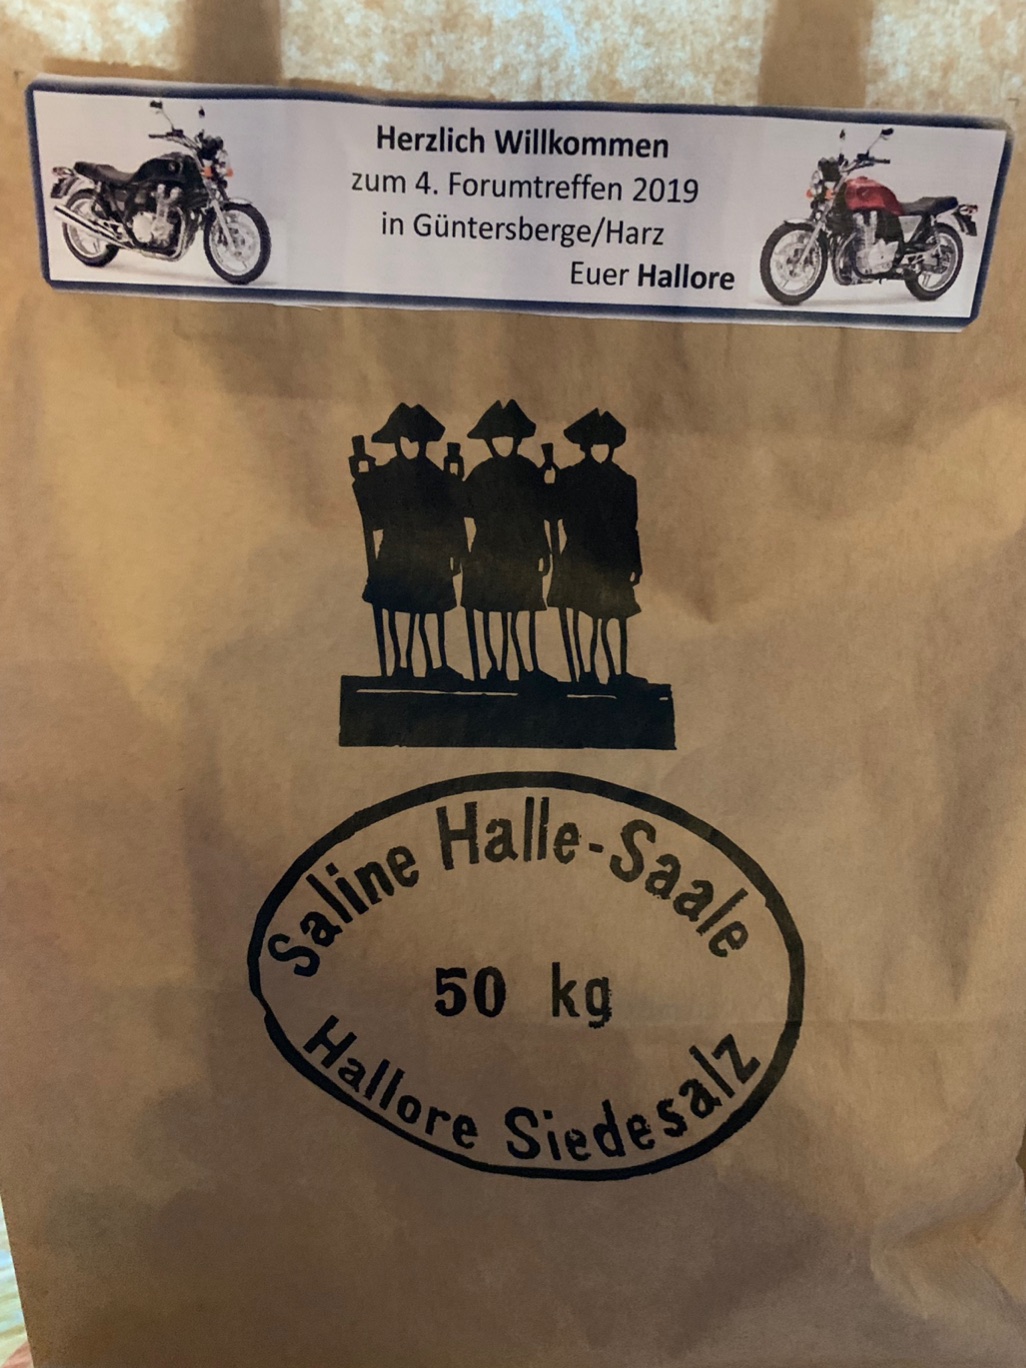 Herzlich Willkommen
zum 4. Forumtreffen 2019
in Güntersberge/Harz
Euer Hallore
Saline Halle-Saale
50 kg
Hallore Siedesalz